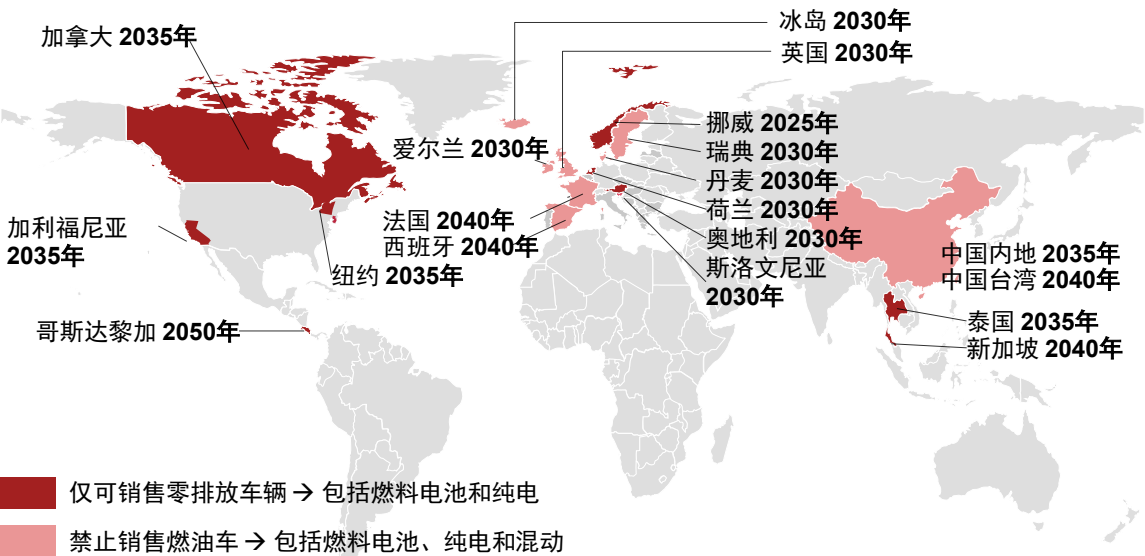 加拿大 2035年
冰岛 2030年
英国 2030年
爱尔兰 2030年
挪威 2025年
瑞典 2030年
丹麦 2030年
荷兰 2030年
奥地利 2030年
斯洛文尼亚
2030年
法国 2040年
西班牙 2040年
加利福尼亚
2035年
纽约 2035年
中国内地 2035年
中国台湾 2040年
泰国 2035年
新加坡 2040年
哥斯达黎加 2050年
仅可销售零排放车辆 → 包括燃料电池和纯电
禁止销售燃油车 → 包括燃料电池、纯电和混动